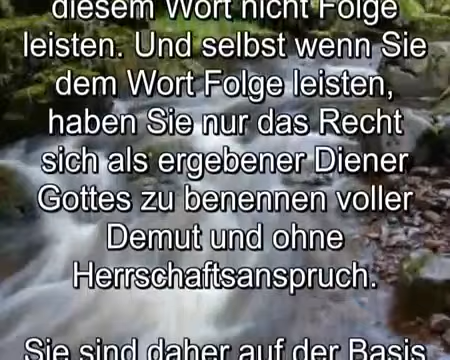 diesem Wort nicht Folge
leisten. Und selbst wenn Sie
dem Wort Folge leisten,
haben Sie nur das Recht
sich als ergebener Diener
Gottes zu benennen voller
Demut und ohne
Herrschaftsanspruch.
Sie sind daher auf der Basis